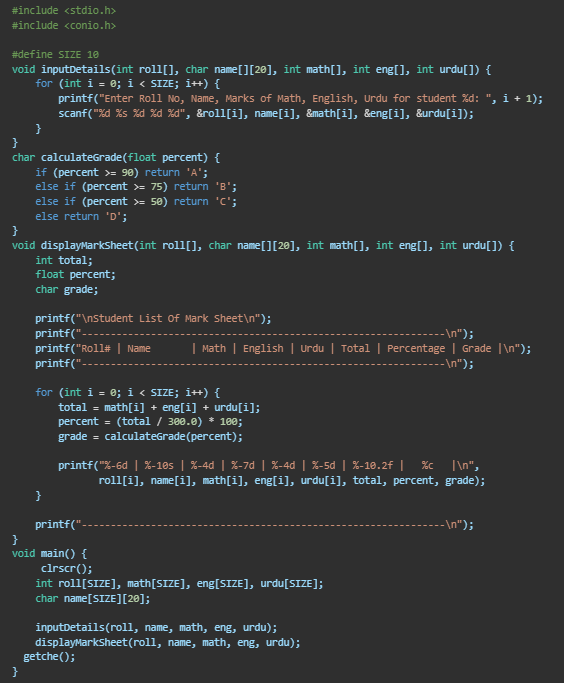 #include <stdio.h>
#include <conio.h>

#define SIZE 10
void inputDetails(int roll[], char name[][20], int math[], int eng[], int urdu[]) {
    for (int i = 0; i < SIZE; i++) {
        printf("Enter Roll No, Name, Marks of Math, English, Urdu for student %d: ", i + 1);
        scanf("%d %s %d %d %d", &roll[i], name[i], &math[i], &eng[i], &urdu[i]);
    }
}
char calculateGrade(float percent) {
    if (percent >= 90) return 'A';
    else if (percent >= 75) return 'B';
    else if (percent >= 50) return 'C';
    else return 'D';
}
void displayMarkSheet(int roll[], char name[][20], int math[], int eng[], int urdu[]) {
    int total;
    float percent;
    char grade;

    printf("\nStudent List Of Mark Sheet\n");
    printf("--------------------------------------------------------------\n");
    printf("Roll# | Name       | Math | English | Urdu | Total | Percentage | Grade |\n");
    printf("--------------------------------------------------------------\n");

    for (int i = 0; i < SIZE; i++) {
        total = math[i] + eng[i] + urdu[i];
        percent = (total / 300.0) * 100;
        grade = calculateGrade(percent);

        printf("%-6d | %-10s | %-4d | %-7d | %-4d | %-5d | %-10.2f |   %c   |\n",
               roll[i], name[i], math[i], eng[i], urdu[i], total, percent, grade);
    }

    printf("--------------------------------------------------------------\n");
}
void main() {
     clrscr();
    int roll[SIZE], math[SIZE], eng[SIZE], urdu[SIZE];
    char name[SIZE][20];

    inputDetails(roll, name, math, eng, urdu);
    displayMarkSheet(roll, name, math, eng, urdu);
  getche();
}